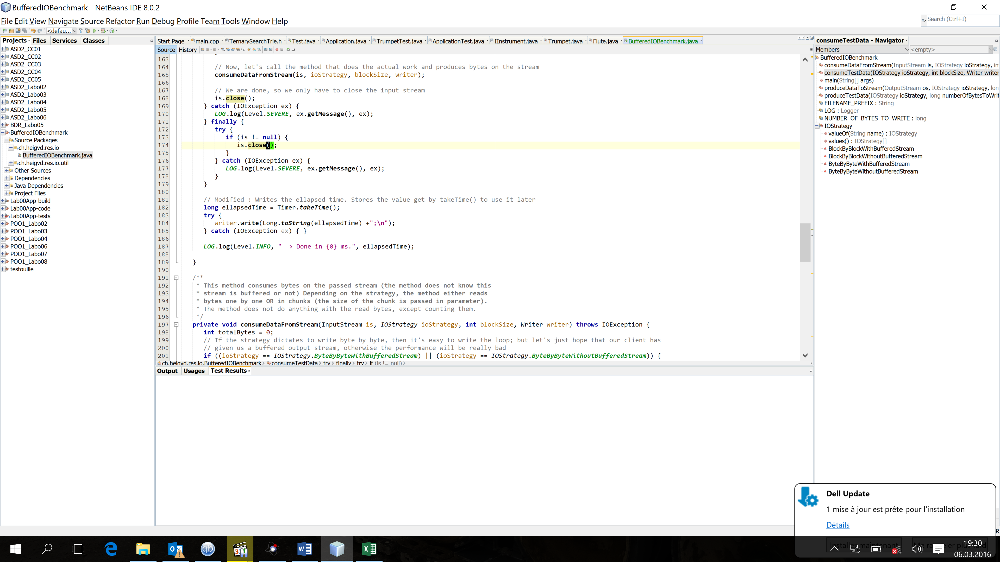 BufferedIOBenchmark - NetBeans IDE 8.0.2
File Edit View Navigate Source Refactor Run Debug Profile Team Tools Window Help
Search (Ctrl+I)
<defau...
Projects Files Services Classes
ASD2_CC01
ASD2_CC02
ASD2_CC03
ASD2_CC04
ASD2_CC05
ASD2_Labo02
ASD2_Labo03
ASD2_Labo04
ASD2_Labo05
ASD2_Labo06
BDR_Labo05
BufferedIOBenchmark
Source Packages
ch.heigvd.res.io
BufferedIOBenchmark.java
ch.heigvd.res.io.util
Other Sources
Dependencies
Java Dependencies
Project Files
Lab00App-build
Lab00App-code
Lab00App-tests
POO1_Labo02
POO1_Labo03
POO1_Labo04
POO1_Labo06
POO1_Labo07
POO1_Labo08
testouille
Start Page main.cpp TernarySearchTrie.h Test.java Application.java TrumpetTest.java ApplicationTest.java IInstrument.java Trumpet.java Flute.java BufferedIOBenchmark.java
Source History
163
164 // Now, let's call the method that does the actual work and produces bytes on the stream
165 consumeDataFromStream(is, ioStrategy, blockSize, writer);
166
167 // We are done, so we only have to close the input stream
168 is.close();
169 } catch (IOException ex) {
170 LOG.log(Level.SEVERE, ex.getMessage(), ex);
171 } finally {
172 try {
173 if (is != null) {
174 is.close();
175 }
176 } catch (IOException ex) {
177 LOG.log(Level.SEVERE, ex.getMessage(), ex);
178 }
179 }
180
181 // Modified : Writes the ellapsed time. Stores the value get by takeTime() to use it later
182 long ellapsedTime = Timer.takeTime();
183 try {
184 writer.write(Long.toString(ellapsedTime) +";\n");
185 } catch (IOException ex) { }
186
187 LOG.log(Level.INFO, "  > Done in {0} ms.", ellapsedTime);
188
189 }
190
191 /**
192 * This method consumes bytes on the passed stream (the method does not know this
193 * stream is buffered or not) Depending on the strategy, the method either reads
194 * bytes one by one OR in chunks (the size of the chunk is passed in parameter).
195 * The method does not do anything with the read bytes, except counting them.
196 */
197 private void consumeDataFromStream(InputStream is, IOStrategy ioStrategy, int blockSize, Writer writer) throws IOException {
198 int totalBytes = 0;
199 // If the strategy dictates to write byte by byte, then it's easy to write the loop; but let's just hope that our client has
200 // given us a buffered output stream, otherwise the performance will be really bad
201 if ((ioStrategy == IOStrategy.ByteByByteWithBufferedStream) || (ioStrategy == IOStrategy.ByteByByteWithoutBufferedStream)) {
ch.heigvd.res.io.BufferedIOBenchmark > consumeTestData > try > finally > try > if (is != null) >
Output Usages Test Results
consumeTestData - Navigator
Members <empty>
BufferedIOBenchmark
consumeDataFromStream(InputStream is, IOStrategy ioStrategy, int
consumeTestData(IOStrategy ioStrategy, int blockSize, Writer writer
main(String[] args)
produceDataToStream(OutputStream os, IOStrategy ioStrategy, lon
produceTestData(IOStrategy ioStrategy, long numberOfBytesToWrit
FILENAME_PREFIX : String
LOG : Logger
NUMBER_OF_BYTES_TO_WRITE : long
IOStrategy
valueOf(String name) : IOStrategy
values() : IOStrategy[]
BlockByBlockWithBufferedStream
BlockByBlockWithoutBufferedStream
ByteByByteWithBufferedStream
ByteByByteWithoutBufferedStream
Dell Update
1 mise à jour est prête pour l'installation
Détails
19:30
06.03.2016